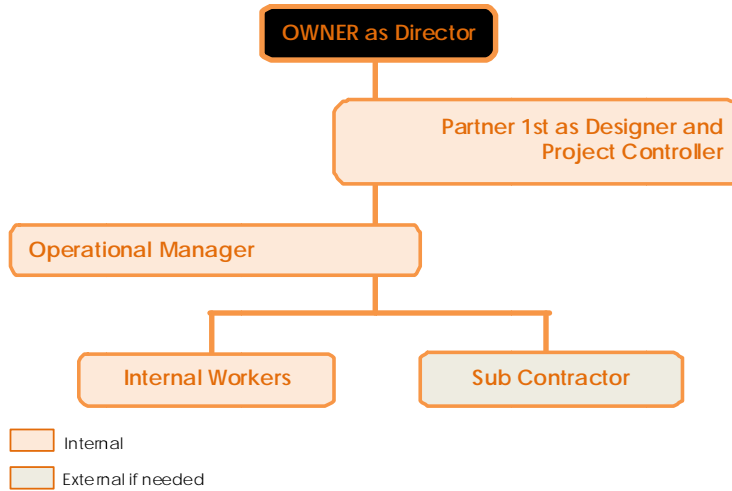 OWNER as Director
Partner 1st as Designer and
Project Controller
Operational Manager
Internal Workers
Sub Contractor
Internal
External if needed